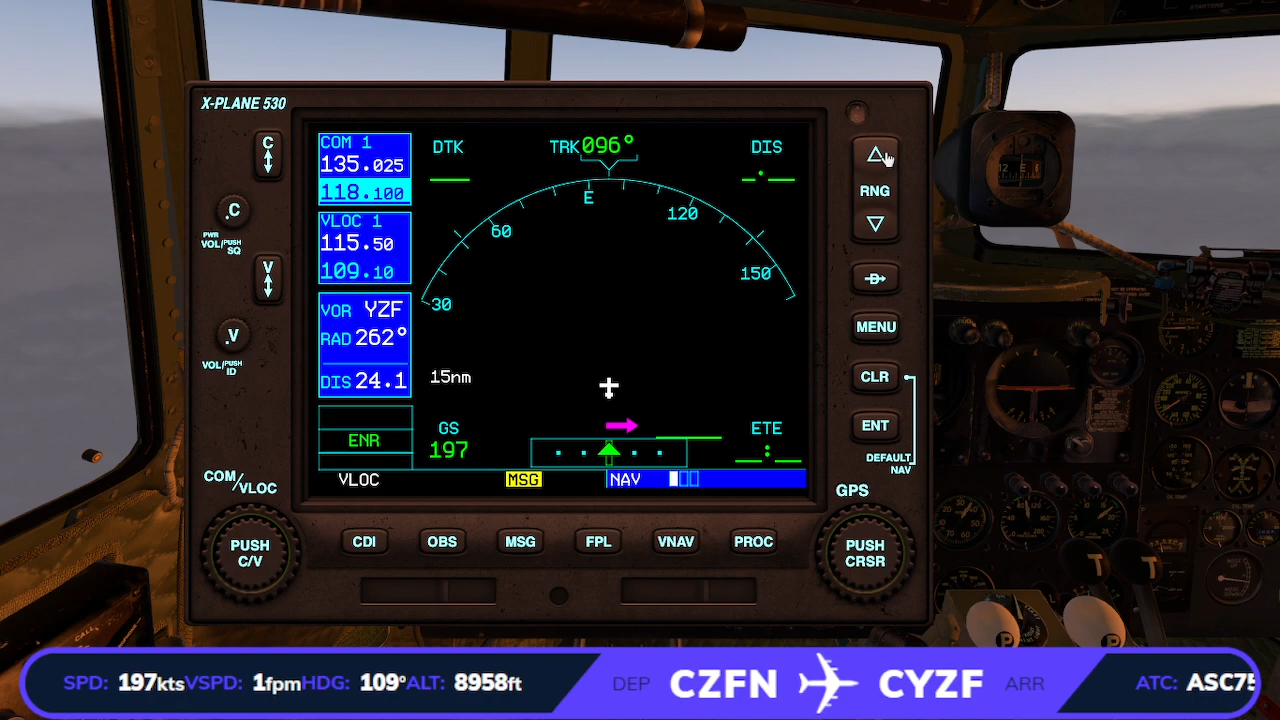 X-PLANE 530
COM 1
135.025
118.100
VLOC 1
115.50
109.10
VOR YZF
RAD 262°
DIS 24.1
ENR
VLOC
DTK
TRK 096°
DIS
30
60
E
120
150
15nm
GS
197
ETE
MSG
NAV
C
.C
PWR
VOL/PUSH
SQ
V
.V
VOL/PUSH
ID
COM/VLOC
PUSH
C/V
RNG
D
MENU
CLR
ENT
DEFAULT
NAV
GPS
PUSH
CRSR
CDI
OBS
MSG
FPL
VNAV
PROC
T
T
P
P
CALL
SPD: 197kts VSPD: 1fpm HDG: 109° ALT: 8958ft
DEP CZFN CYZF ARR
ATC: ASC75